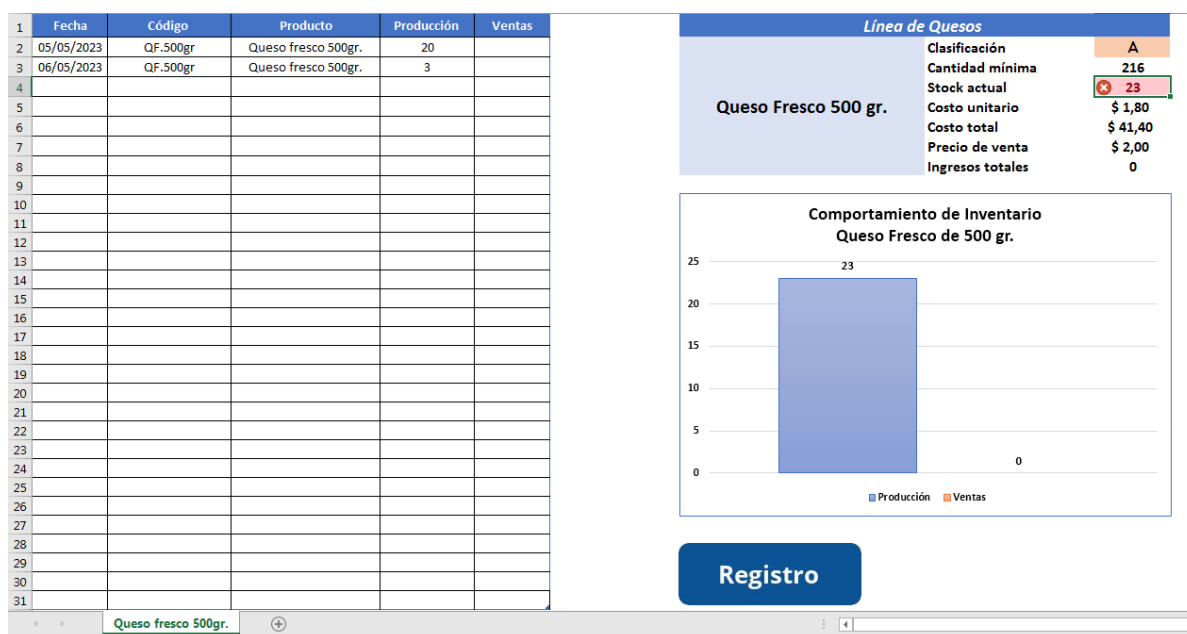 1 Fecha Código Producto Producción Ventas
2 05/05/2023 QF.500gr Queso fresco 500gr. 20
3 06/05/2023 QF.500gr Queso fresco 500gr. 3
4
5
6
7
8
9
10
11
12
13
14
15
16
17
18
19
20
21
22
23
24
25
26
27
28
29
30
31
Línea de Quesos
Queso Fresco 500 gr.
Clasificación A
Cantidad mínima 216
Stock actual 23
Costo unitario $ 1,80
Costo total $ 41,40
Precio de venta $ 2,00
Ingresos totales 0
Comportamiento de Inventario
Queso Fresco de 500 gr.
25
20
15
10
5
0
23
0
Producción Ventas
Registro
Queso fresco 500gr.